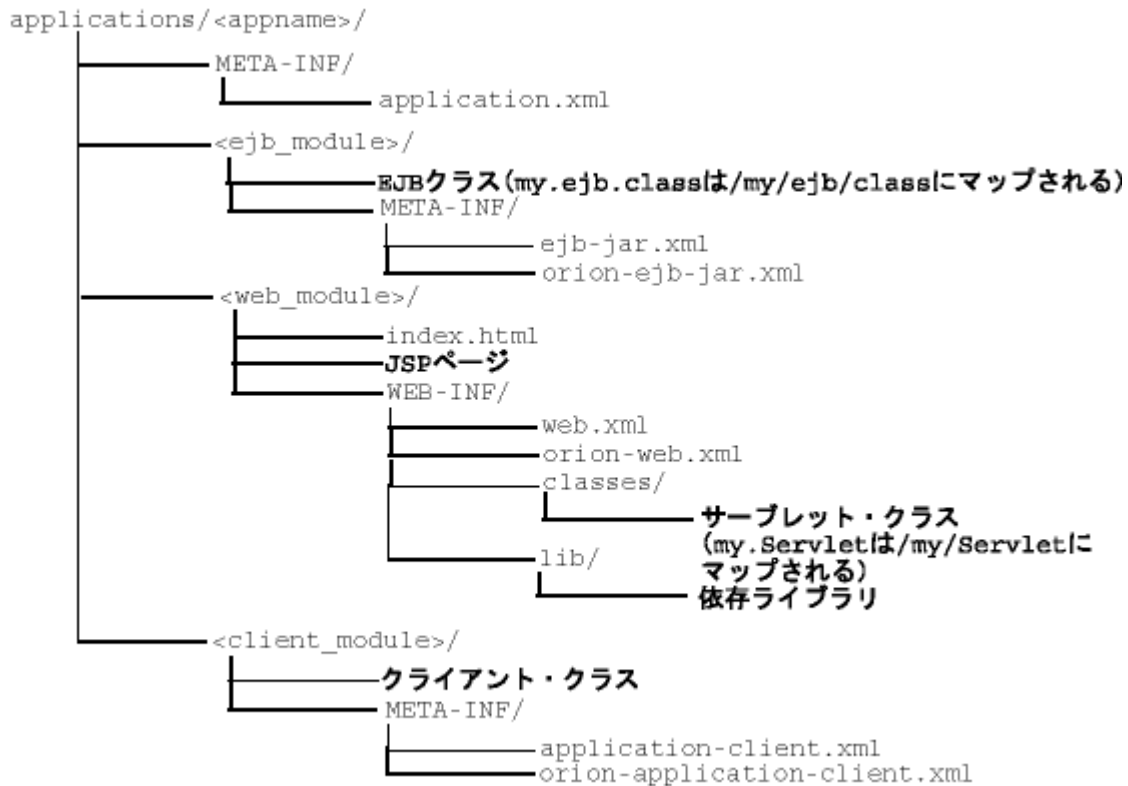 applications/<appname>/
META-INF/
application.xml
<ejb_module>/
EJBクラス(my.ejb.classは/my/ejb/classにマップされる)
META-INF/
ejb-jar.xml
orion-ejb-jar.xml
<web_module>/
index.html
JSPページ
WEB-INF/
web.xml
orion-web.xml
classes/
サーブレット・クラス
(my.Servletは/my/Servletに
マップされる)
lib/
依存ライブラリ
<client_module>/
クライアント・クラス
META-INF/
application-client.xml
orion-application-client.xml